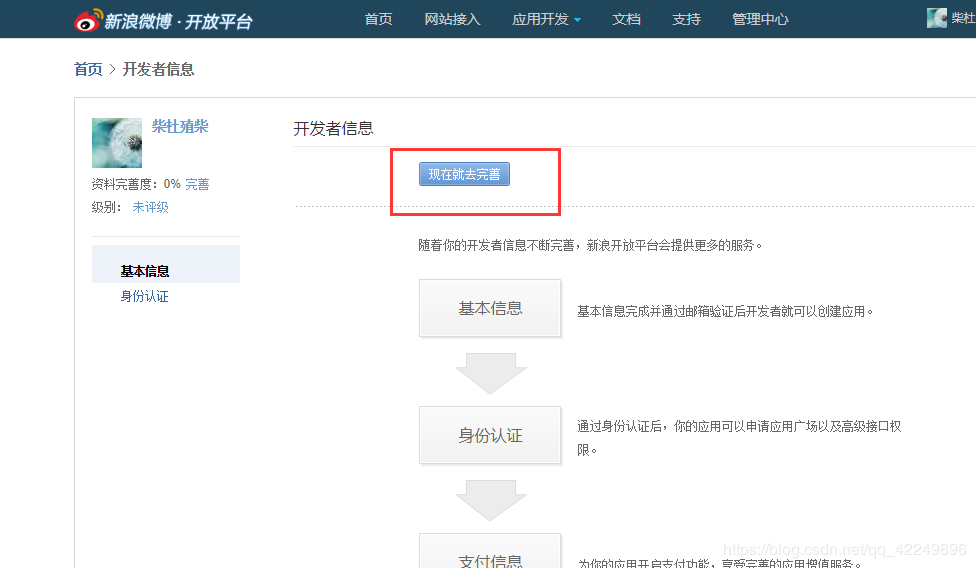 新浪微博·开放平台 首页 网站接入 应用开发 文档 支持 管理中心 柴杜
首页 > 开发者信息
柴杜殖柴
资料完善度：0% 完善
级别： 未评级
基本信息
身份认证
开发者信息
现在就去完善
随着你的开发者信息不断完善，新浪开放平台会提供更多的服务。
基本信息
基本信息完成并通过邮箱验证后开发者就可以创建应用。
身份认证
通过身份认证后，你的应用可以申请应用广场以及高级接口权
限。
支付信息
为你的应用开启支付功能，享受完善的应用增值服务。
https://blog.csdn.net/qq_42249896